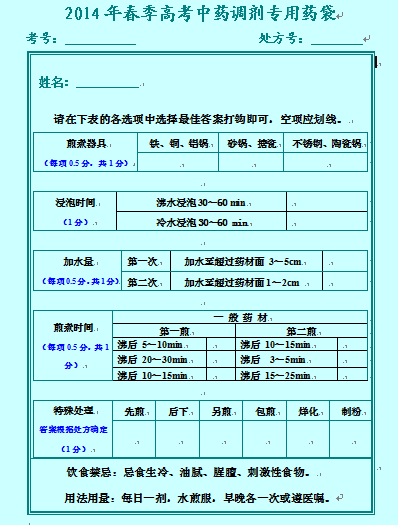 2014年春季高考中药调剂专用药袋
考号：__________ 处方号：________
姓名：__________
请在下表的各选项中选择最佳答案打钩即可，空项应划线。
煎煮器具 铁、铜、铝锅 砂锅、搪瓷 不锈钢、陶瓷锅
（每项0.5分，共1分）
浸泡时间 沸水浸泡30～60 min
（1分） 冷水浸泡30～60 min
加水量 第一次 加水至超过药材面 3～5cm
（每项0.5分，共1分） 第二次 加水至超过药材面1～2cm
煎煮时间 一 般 药 材
（每项0.5分，共1分） 第一煎 第二煎
沸后 5～10min 沸后 10～15min
沸后 20～30min 沸后 3～5min
沸后 10～15min 沸后 15～25min
特殊处理 先煎 后下 另煎 包煎 烊化 制粉
答案根据处方确定
（1分）
饮食禁忌：忌食生冷、油腻、腥膻、刺激性食物。
用法用量：每日一剂，水煎服，早晚各一次或遵医嘱。